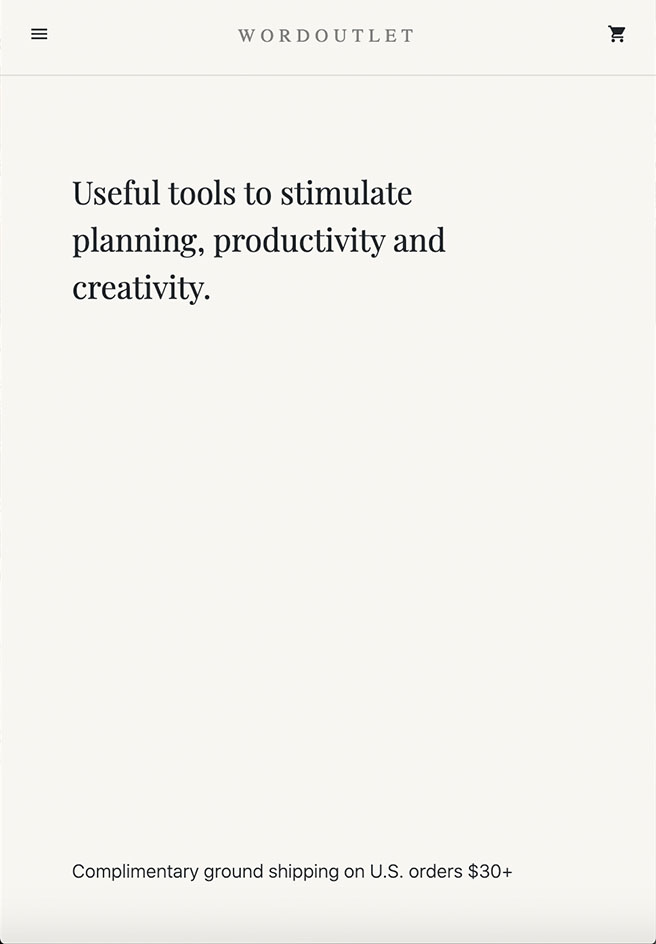 WORDOUTLET
Useful tools to stimulate
planning, productivity and
creativity.
Complimentary ground shipping on U.S. orders $30+